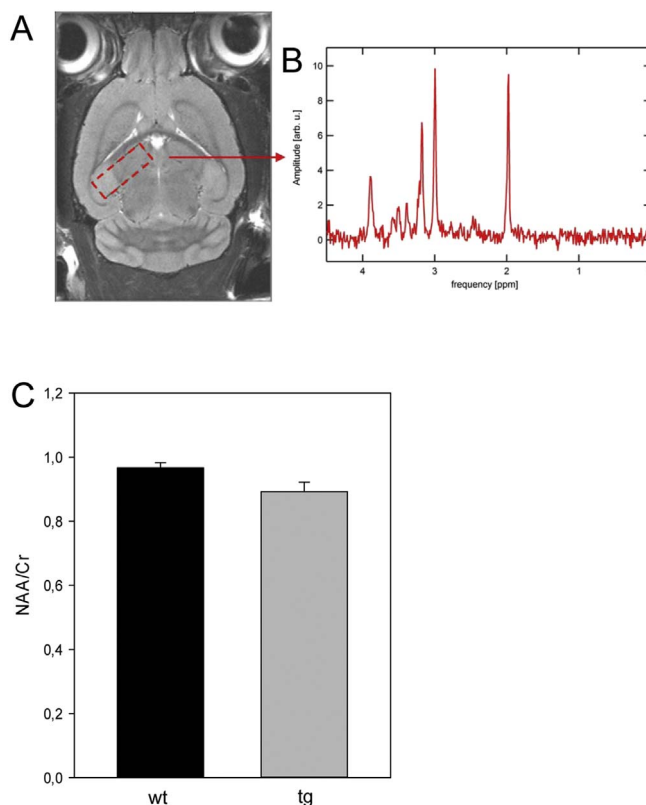 A
B
Amplitude [arb. u.]
10
8
6
4
2
0
4 3 2 1
frequency [ppm]
C
NAA/Cr
1,2
1,0
0,8
0,6
0,4
0,2
0,0
wt tg